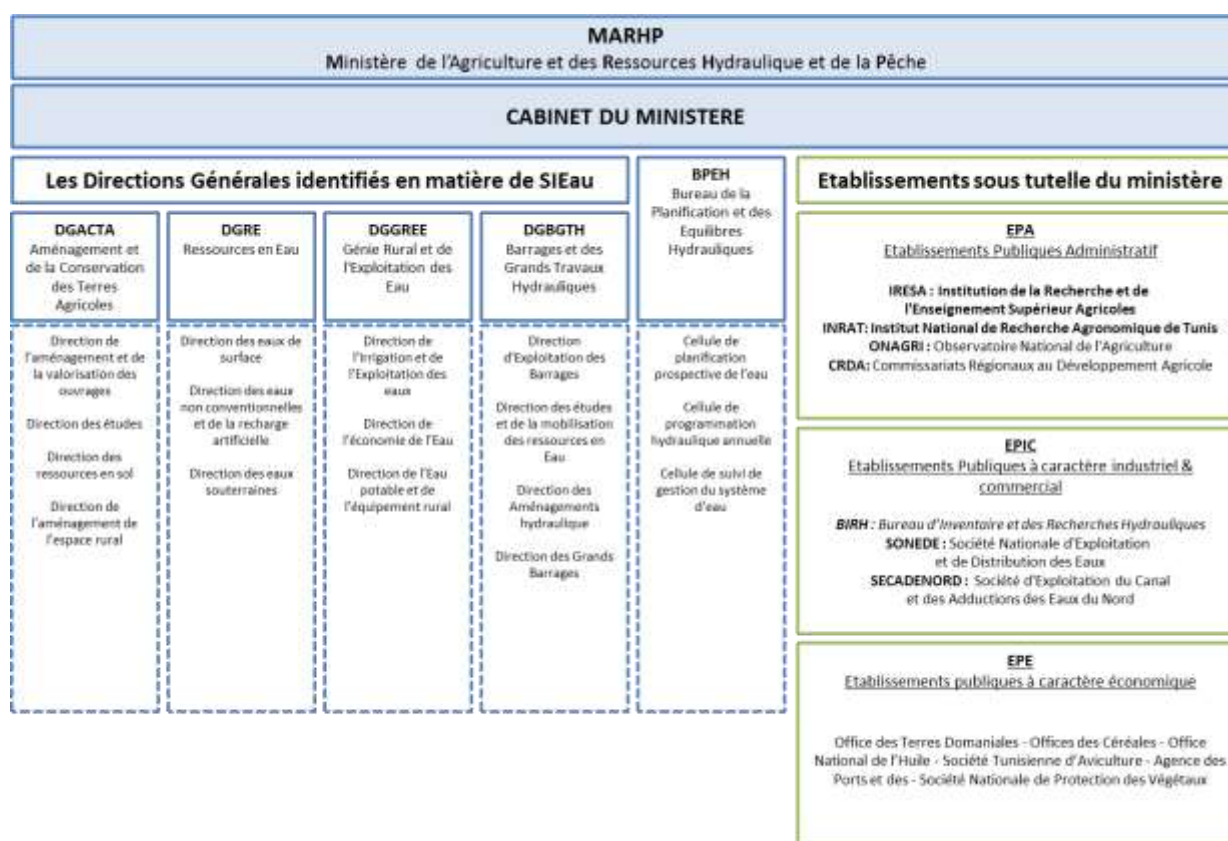 MARHP
Ministère de l'Agriculture et des Ressources Hydraulique et de la Pêche
CABINET DU MINISTERE
Les Directions Générales identifiés en matière de SIEau
DGACTA
Aménagement et
de la Conservation
des Terres
Agricoles
Direction de
l'aménagement et de
la valorisation des
ouvrages
Direction des études
Direction des
ressources en sol
Direction de
l'aménagement de
l'espace rural
DGRE
Ressources en Eau
Direction des eaux de
surface
Direction des eaux
non conventionnelles
et de la recharge
artificielle
Direction des eaux
souterraines
DGGREE
Génie Rural et de
l'Exploitation des
Eau
Direction de
l'Irrigation et de
l'Exploitation des
eaux
Direction de
l'économie de l'Eau
Direction de l'Eau
potable et de
l'équipement rural
DGBGTH
Barrages et des
Grands Travaux
Hydrauliques
Direction
d'Exploitation des
Barrages
Direction des études
et de la mobilisation
des ressources en
Eau
Direction des
Aménagements
hydraulique
Direction des Grands
Barrages
BPEH
Bureau de la
Planification et des
Equilibres
Hydrauliques
Cellule de
planification
prospective de l'eau
Cellule de
programmation
hydraulique annuelle
Cellule de suivi de
gestion du système
d'eau
Etablissements sous tutelle du ministère
EPA
Etablissements Publiques Administratif
IRESA : Institution de la Recherche et de
l'Enseignement Supérieur Agricoles
INRAT: Institut National de Recherche Agronomique de Tunis
ONAGRI : Observatoire National de l'Agriculture
CRDA: Commissariats Régionaux au Développement Agricole
EPIC
Etablissements Publiques à caractère industriel &
commercial
BIRH : Bureau d'Inventaire et des Recherches Hydrauliques
SONEDE : Société Nationale d'Exploitation
et de Distribution des Eaux
SECADENORD : Société d'Exploitation du Canal
et des Adductions des Eaux du Nord
EPE
Etablissements publiques à caractère économique
Office des Terres Domaniales - Offices des Céréales - Office
National de l'Huile - Société Tunisienne d'Aviculture - Agence des
Ports et des - Société Nationale de Protection des Végétaux